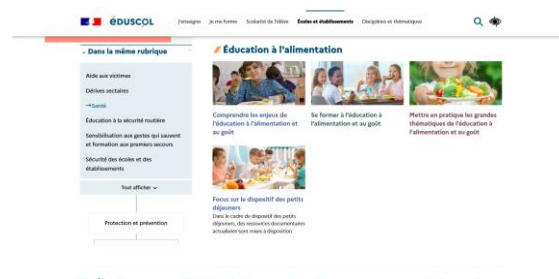 éduscol
J'enseigne Je me forme Scolarité de l'élève Écoles et établissements Disciplines et thématiques
Dans la même rubrique
Aide aux victimes
Dérives sectaires
→Santé
Éducation à la sécurité routière
Sensibilisation aux gestes qui sauvent
et formation aux premiers secours
Sécurité des écoles et des
établissements
Tout afficher
Protection et prévention
Éducation à l'alimentation
Comprendre les enjeux de
l'éducation à l'alimentation et
au goût
Se former à l'éducation à
l'alimentation et au goût
Mettre en pratique les grandes
thématiques de l'éducation à
l'alimentation et au goût
Focus sur le dispositif des petits
déjeuners
Dans le cadre du dispositif des petits
déjeuners, des ressources documentaires
actualisées sont mises à disposition